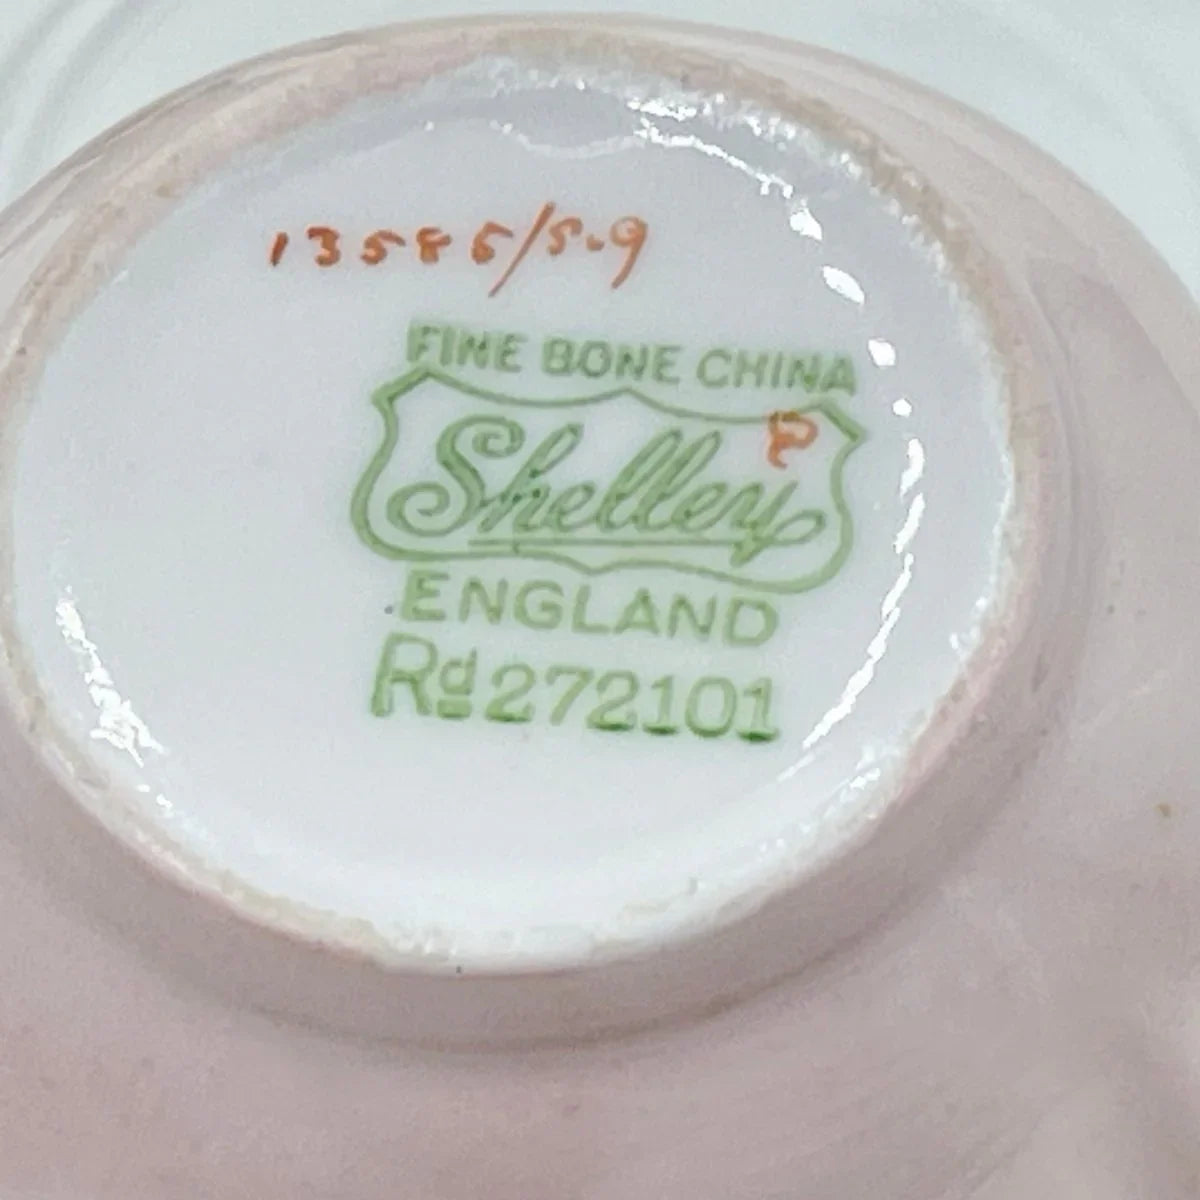 13586/S.9
FINE BONE CHINA
Shelley
P
ENGLAND
Rd 272101